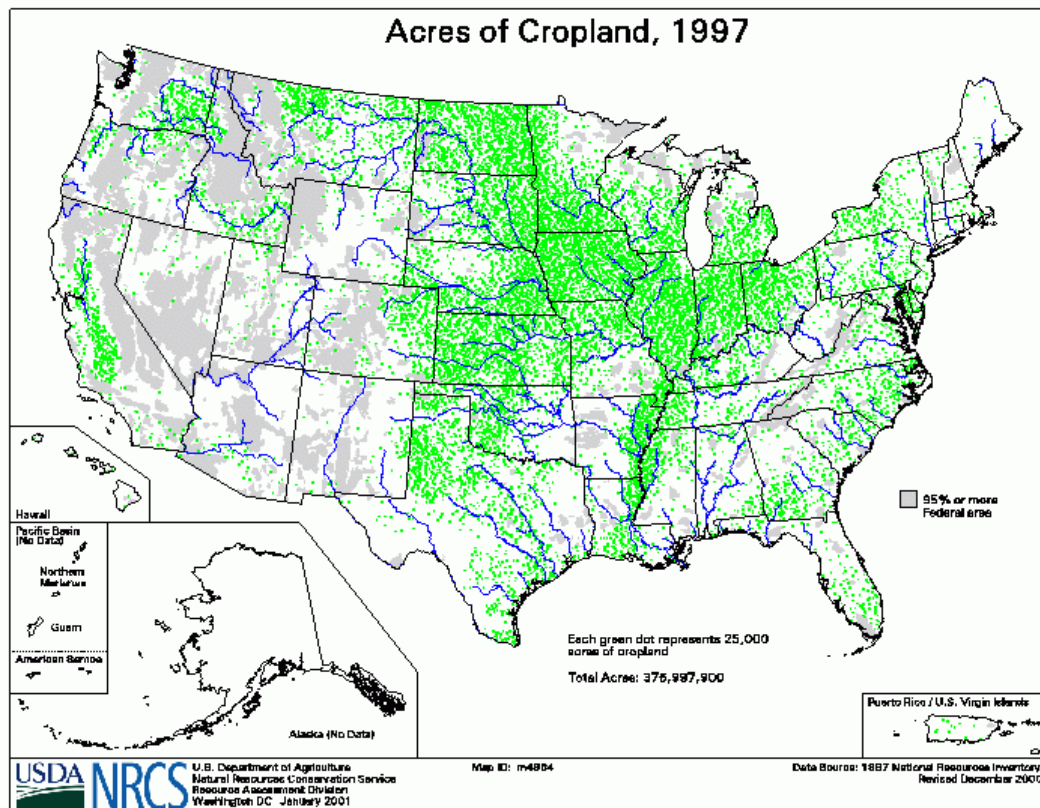 Acres of Cropland, 1997
95% or more
Federal area
Hawaii
Pacific Basin
(No Data)
Northern
Marianas
Guam
American Samoa
Alaska (No Data)
Each green dot represents 25,000
acres of cropland
Total Acres: 376,997,900
Puerto Rico / U.S. Virgin Islands
USDA
NRCS
U.S. Department of Agriculture
Natural Resources Conservation Service
Resource Assessment Division
Washington DC January 2001
Map ID: m4964
Data Source: 1997 National Resources Inventory
Revised December 2000